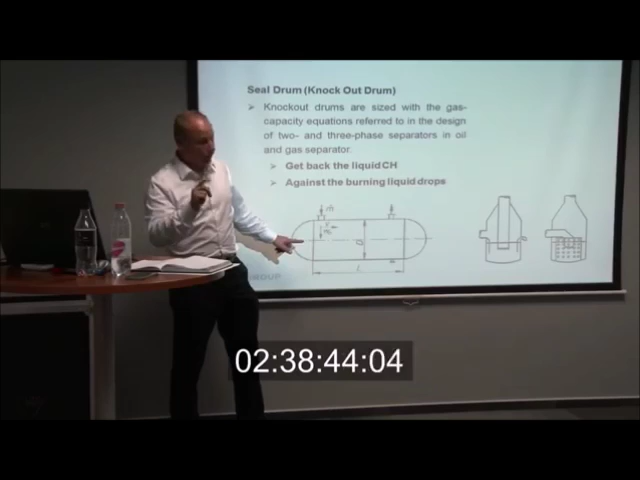 Seal Drum (Knock Out Drum)
➢ Knockout drums are sized with the gas-
capacity equations referred to in the design
of two- and three-phase separators in oil
and gas separator.
➢ Get back the liquid CH
➢ Against the burning liquid drops
D
L
GROUP
02:38:44:04